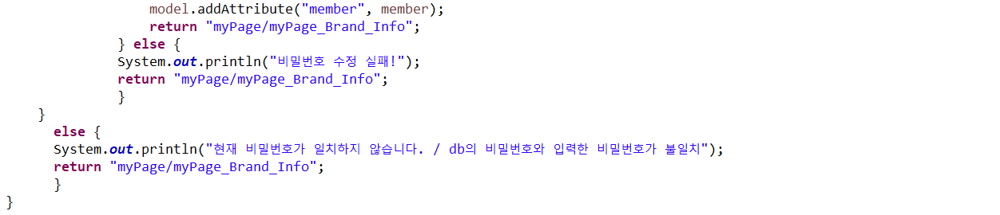 model.addAttribute("member", member);
return "myPage/myPage_Brand_Info";
} else {
System.out.println("비밀번호 수정 실패!");
return "myPage/myPage_Brand_Info";
}
}
else {
System.out.println("현재 비밀번호가 일치하지 않습니다. / db의 비밀번호와 입력한 비밀번호가 불일치");
return "myPage/myPage_Brand_Info";
}
}